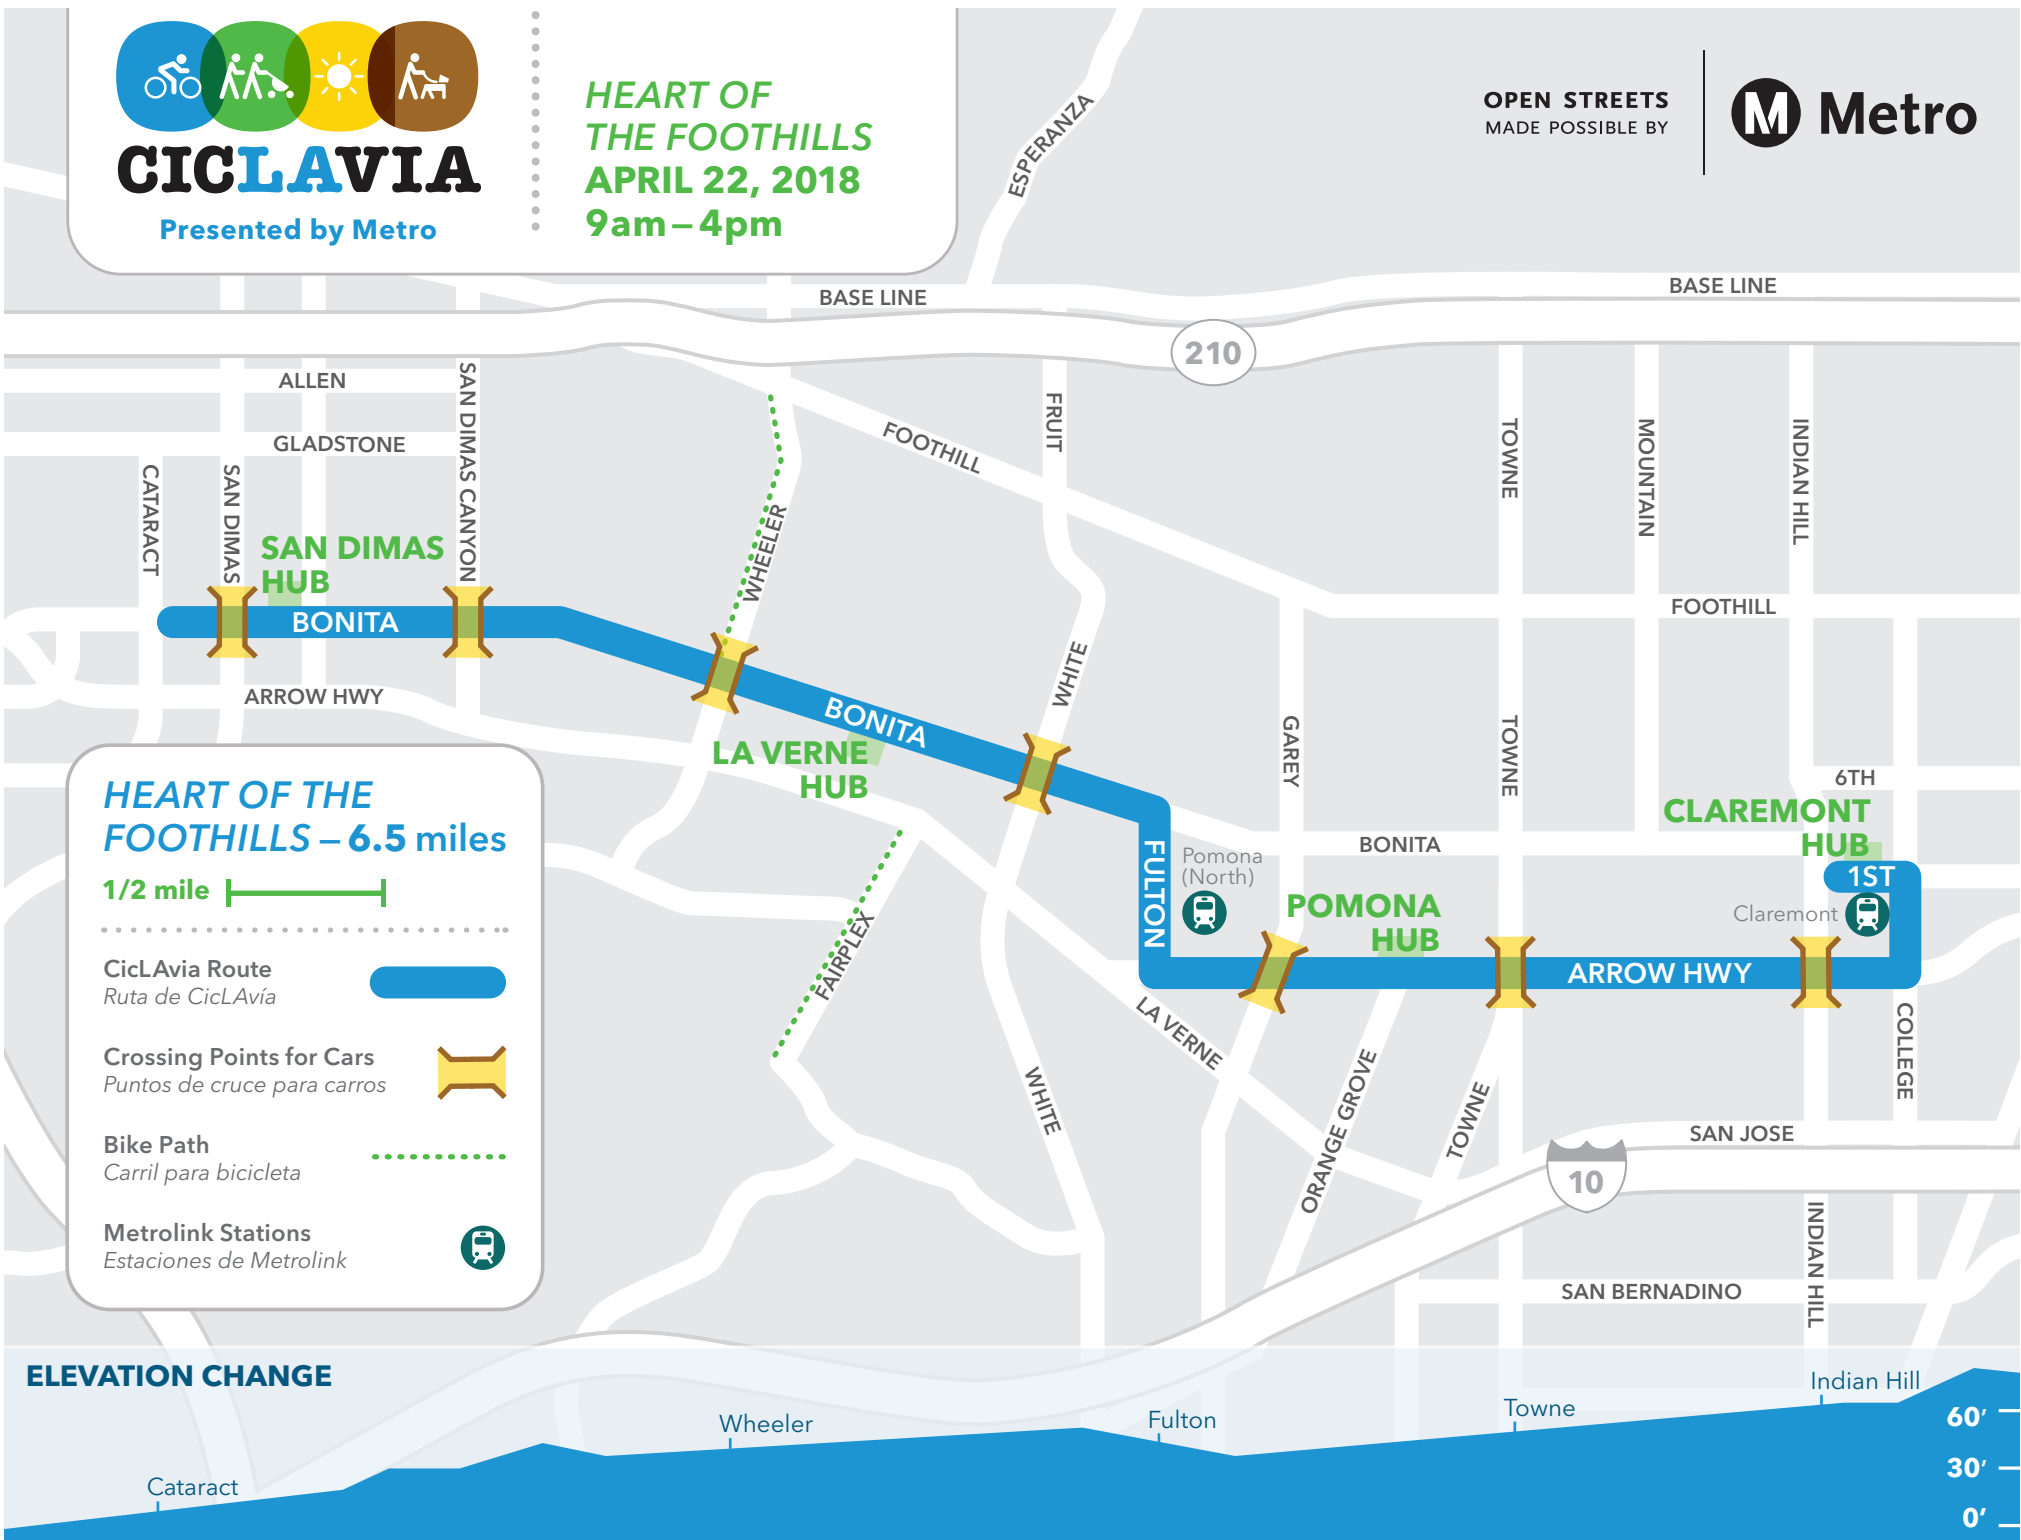 CICLAVIA
Presented by Metro
HEART OF
THE FOOTHILLS
APRIL 22, 2018
9am – 4pm
OPEN STREETS
MADE POSSIBLE BY
M Metro
ESPERANZA
BASE LINE
BASE LINE
210
ALLEN
GLADSTONE
CATARACT
SAN DIMAS
SAN DIMAS CANYON
WHEELER
FOOTHILL
FRUIT
TOWNE
MOUNTAIN
INDIAN HILL
SAN DIMAS
HUB
BONITA
FOOTHILL
ARROW HWY
BONITA
WHITE
LA VERNE
HUB
GAREY
TOWNE
6TH
CLAREMONT
HUB
BONITA
1ST
FULTON
Pomona
(North)
POMONA
HUB
Claremont
ARROW HWY
FAIRPLEX
LA VERNE
WHITE
ORANGE GROVE
TOWNE
COLLEGE
SAN JOSE
10
INDIAN HILL
SAN BERNADINO
HEART OF THE
FOOTHILLS – 6.5 miles
1/2 mile
CicLAvia Route
Ruta de CicLAvía
Crossing Points for Cars
Puntos de cruce para carros
Bike Path
Carril para bicicleta
Metrolink Stations
Estaciones de Metrolink
ELEVATION CHANGE
Cataract
Wheeler
Fulton
Towne
Indian Hill
60′
30′
0′